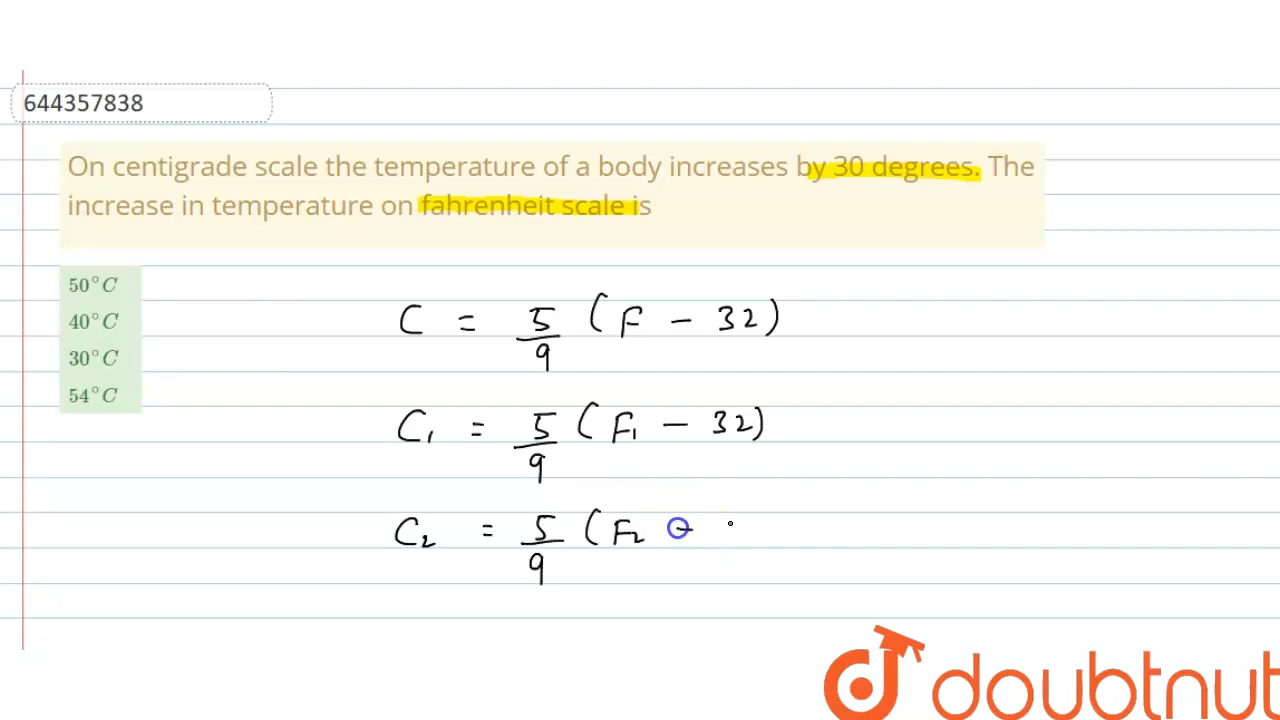 644357838
On centigrade scale the temperature of a body increases by 30 degrees. The
increase in temperature on fahrenheit scale is
50°C
40°C
30°C
54°C
C = 5/9 (F - 32)
C₁ = 5/9 (F₁ - 32)
C₂ = 5/9 (F₂ -
doubtnut